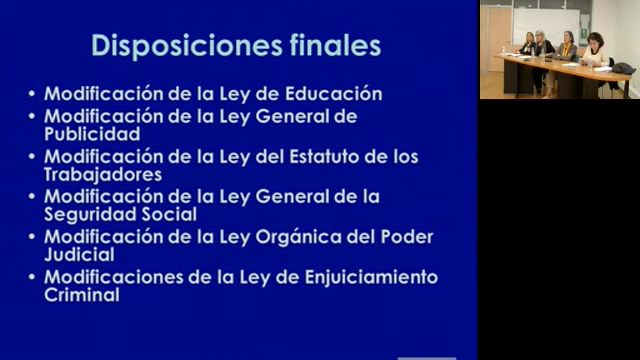 Disposiciones finales
• Modificación de la Ley de Educación
• Modificación de la Ley General de
Publicidad
• Modificación de la Ley del Estatuto de los
Trabajadores
• Modificación de la Ley General de la
Seguridad Social
• Modificación de la Ley Orgánica del Poder
Judicial
• Modificaciones de la Ley de Enjuiciamiento
Criminal